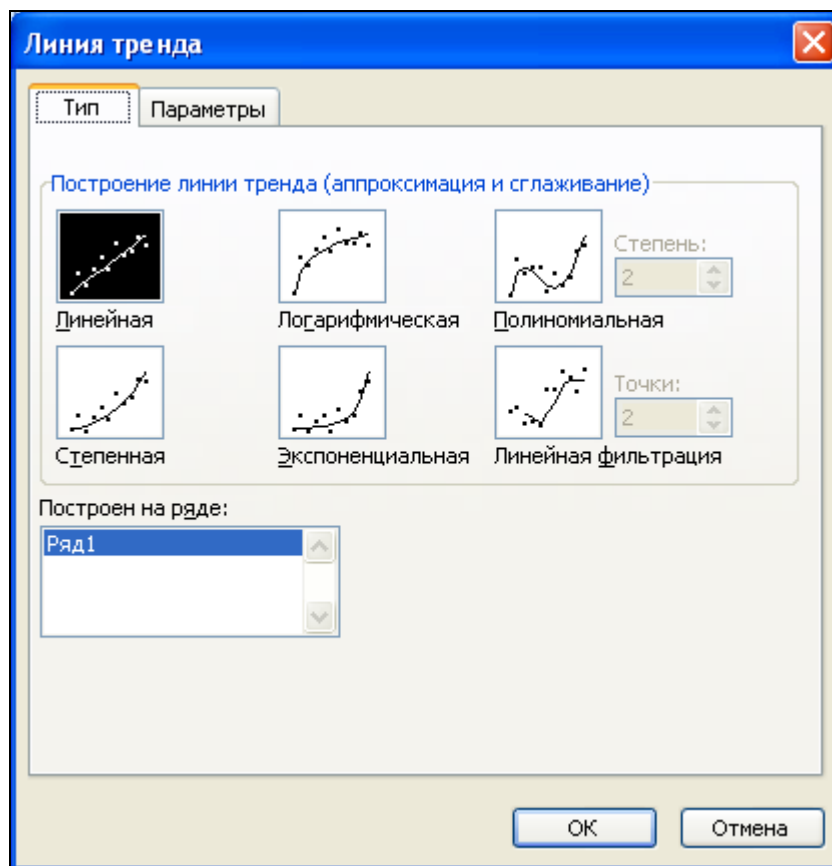 Линия тренда
Тип
Параметры
Построение линии тренда (аппроксимация и сглаживание)
Степень:
2
Линейная
Логарифмическая
Полиномиальная
Точки:
2
Степенная
Экспоненциальная
Линейная фильтрация
Построен на ряде:
Ряд1
ОК
Отмена